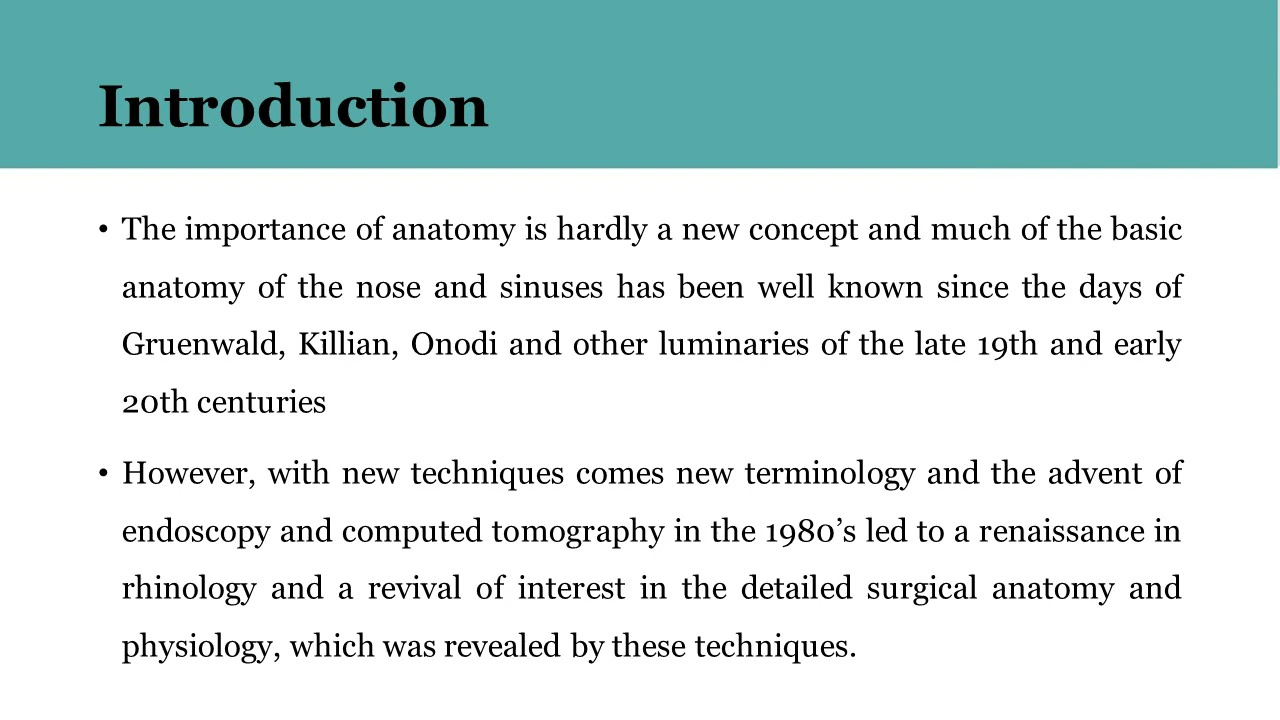 Introduction
• The importance of anatomy is hardly a new concept and much of the basic
anatomy of the nose and sinuses has been well known since the days of
Gruenwald, Killian, Onodi and other luminaries of the late 19th and early
20th centuries
• However, with new techniques comes new terminology and the advent of
endoscopy and computed tomography in the 1980’s led to a renaissance in
rhinology and a revival of interest in the detailed surgical anatomy and
physiology, which was revealed by these techniques.